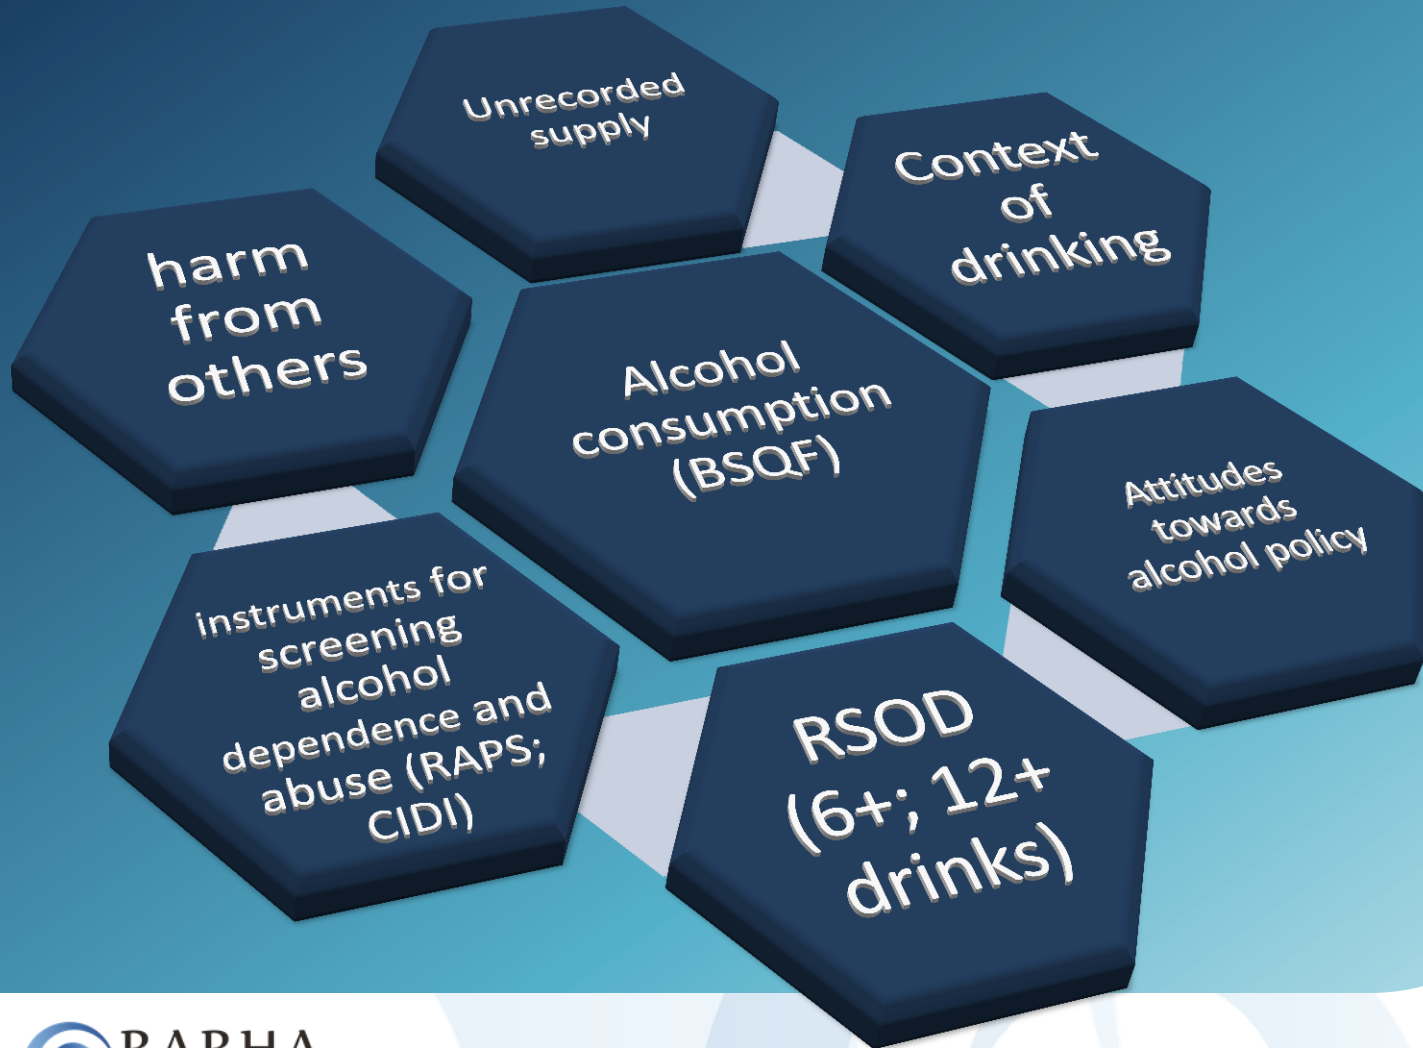 Unrecorded
supply
Context
of
drinking
harm
from
others
Alcohol
consumption
(BSQF)
Attitudes
towards
alcohol policy
instruments for
screening
alcohol
dependence and
abuse (RAPS;
CIDI)
RSOD
(6+; 12+
drinks)
RARHA